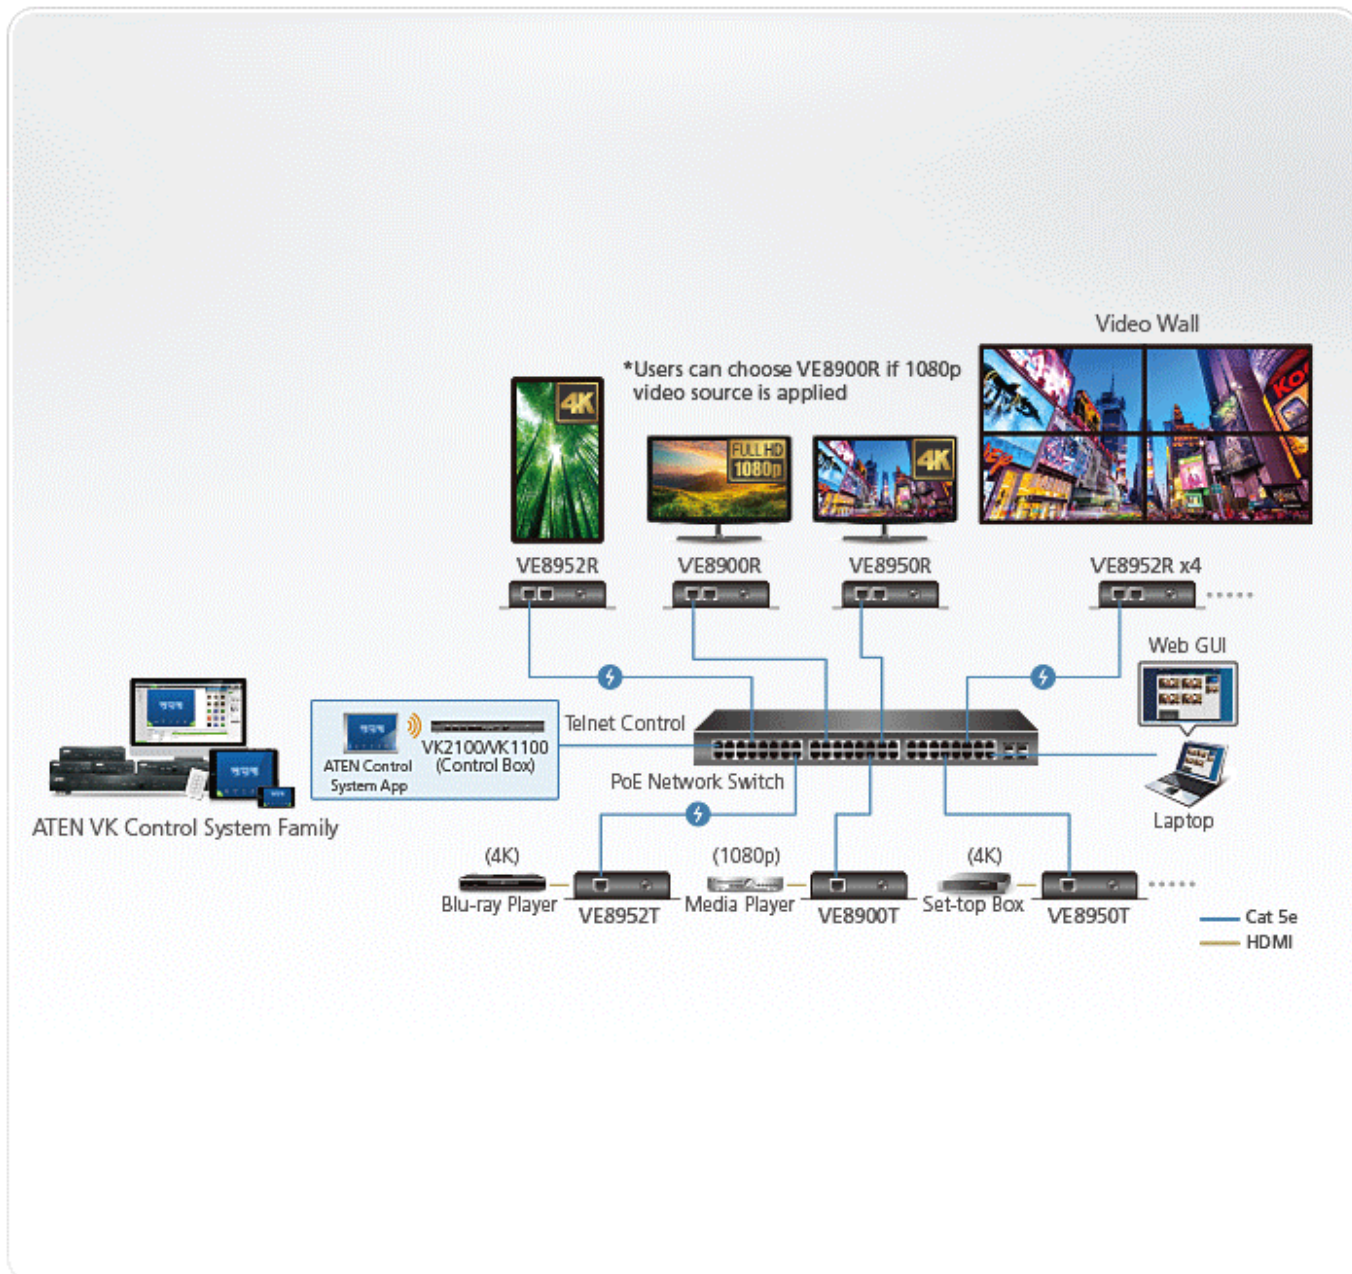 Video Wall
*Users can choose VE8900R if 1080p
video source is applied
4K
FULL HD
1080p
4K
VE8952R
VE8900R
VE8950R
VE8952R x4
Web GUI
Telnet Control
VK2100/VK1100
(Control Box)
ATEN Control
System App
PoE Network Switch
Laptop
ATEN VK Control System Family
(4K)
(1080p)
(4K)
Blu-ray Player
VE8952T
Media Player
VE8900T
Set-top Box
VE8950T
Cat 5e
HDMI